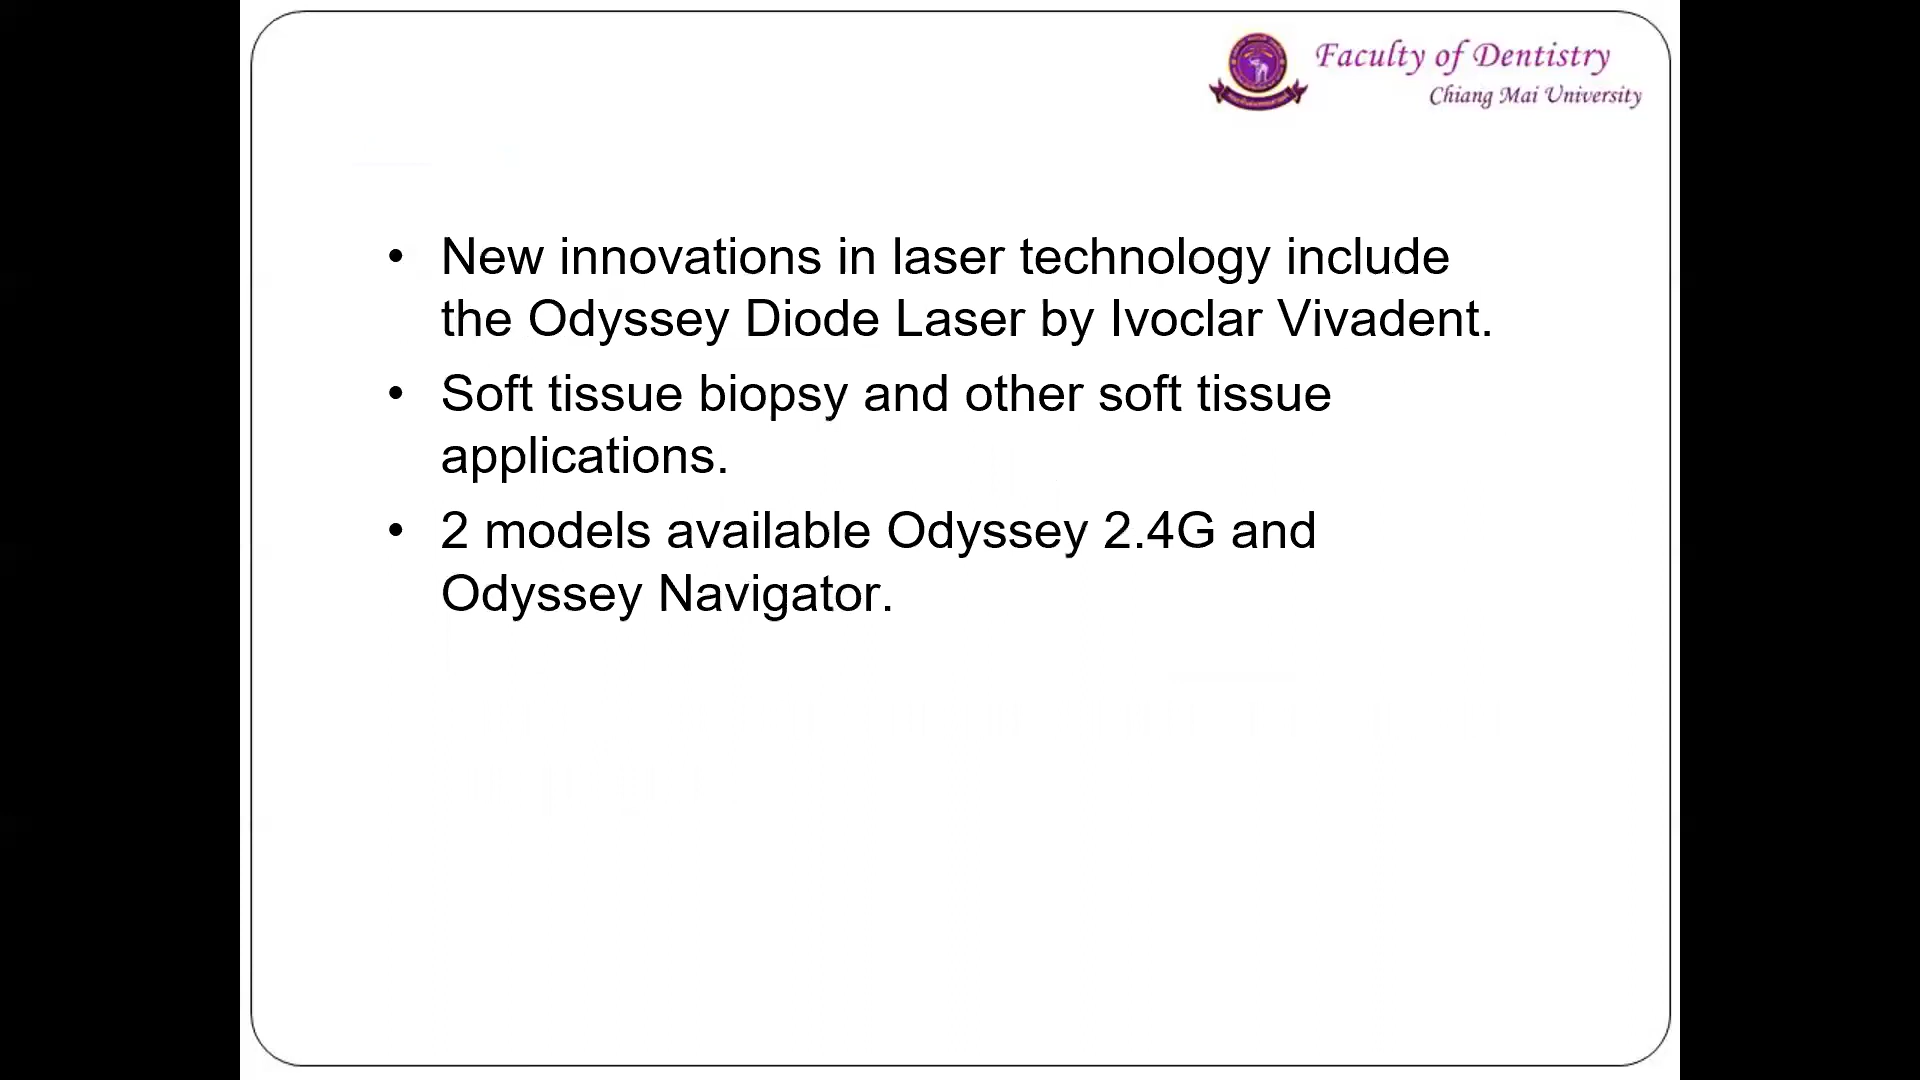 Faculty of Dentistry
Chiang Mai University
• New innovations in laser technology include
the Odyssey Diode Laser by Ivoclar Vivadent.
• Soft tissue biopsy and other soft tissue
applications.
• 2 models available Odyssey 2.4G and
Odyssey Navigator.